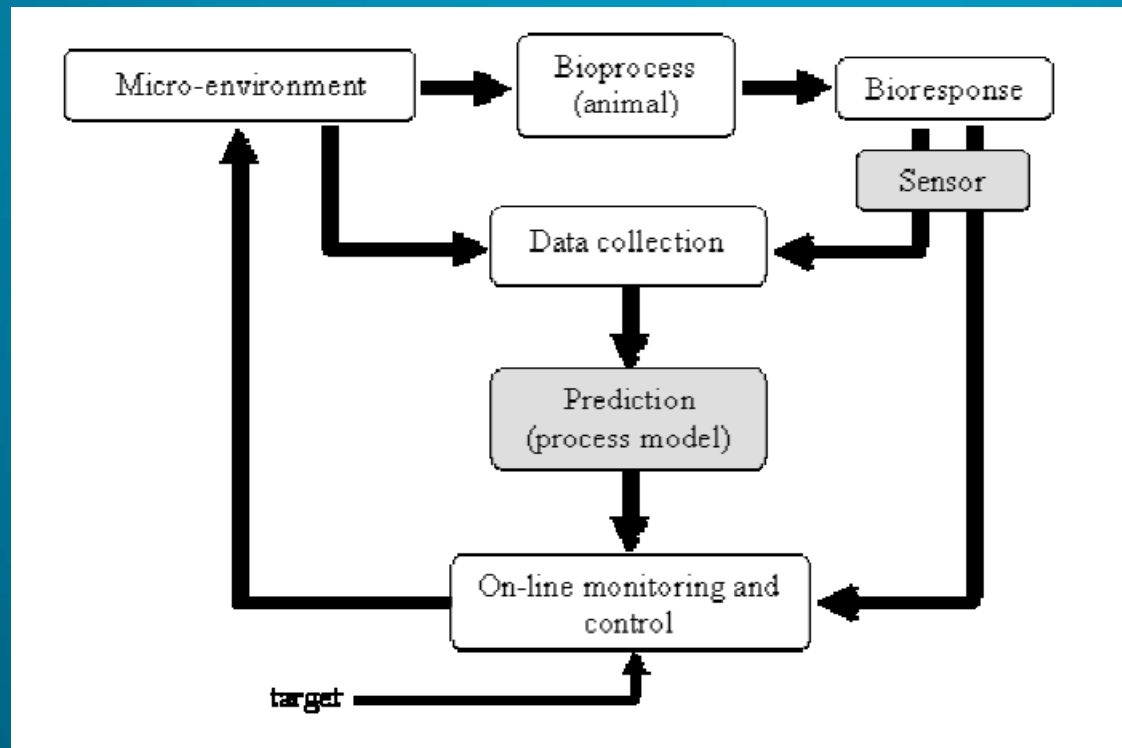 Micro-environment
Bioprocess
(animal)
Bioresponse
Sensor
Data collection
Prediction
(process model)
On-line monitoring and
control
target